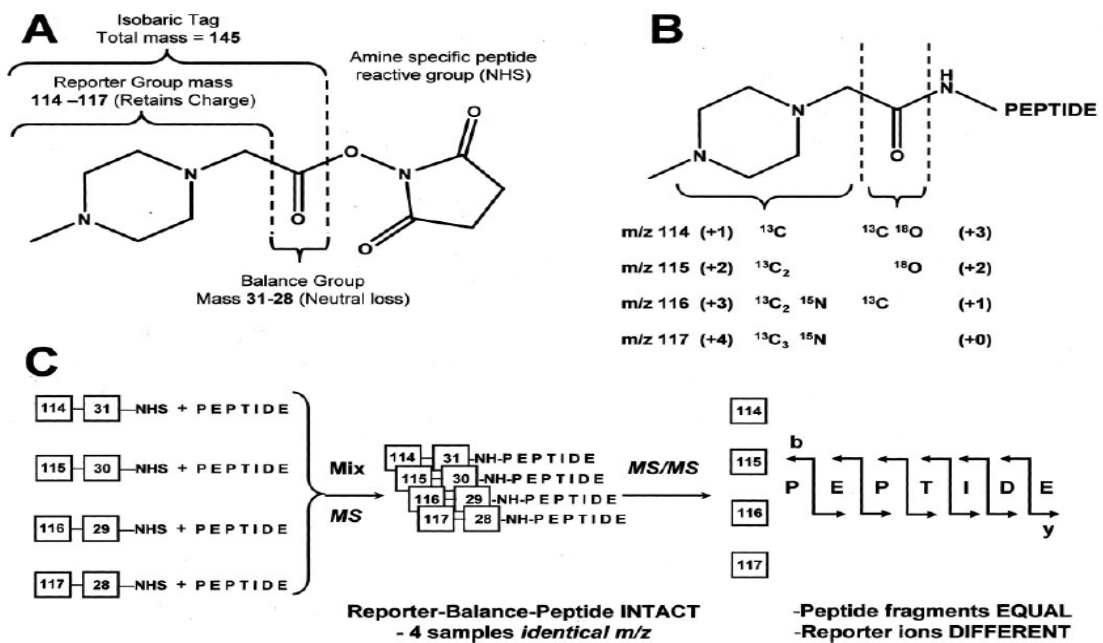 A
Isobaric Tag
Total mass = 145
Reporter Group mass
114 –117 (Retains Charge)
Amine specific peptide
reactive group (NHS)
N
N
O
O
N
O
O
Balance Group
Mass 31-28 (Neutral loss)
B
N
N
O
H
N
PEPTIDE
m/z 114 (+1) ¹³C ¹³C ¹⁸O (+3)
m/z 115 (+2) ¹³C₂ ¹⁸O (+2)
m/z 116 (+3) ¹³C₂ ¹⁵N ¹³C (+1)
m/z 117 (+4) ¹³C₃ ¹⁵N (+0)
C
114 31 NHS + PEPTIDE
115 30 NHS + PEPTIDE
116 29 NHS + PEPTIDE
117 28 NHS + PEPTIDE
Mix
MS
114 31 NH-PEPTIDE
115 30 NH-PEPTIDE
116 29 NH-PEPTIDE
117 28 NH-PEPTIDE
MS/MS
114
115
116
117
b
P E P T I D E
y
Reporter-Balance-Peptide INTACT
- 4 samples identical m/z
-Peptide fragments EQUAL
-Reporter ions DIFFERENT